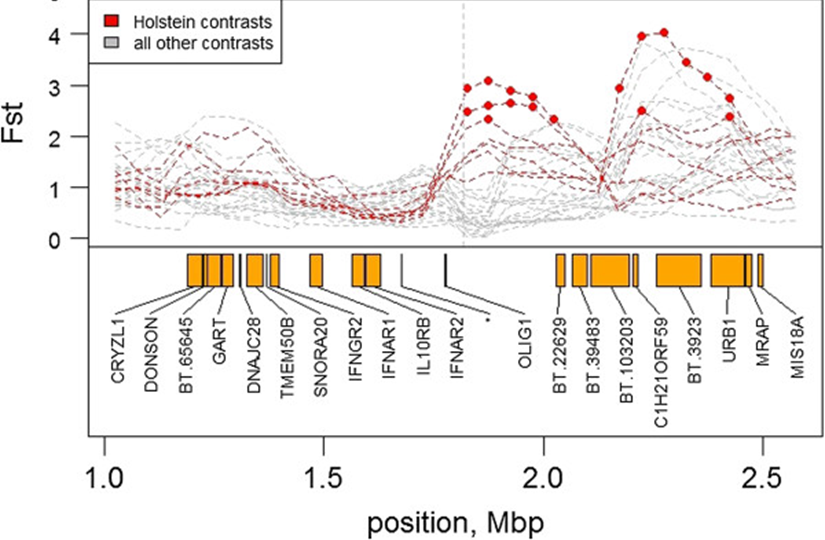 Holstein contrasts
all other contrasts
4
3
2
1
0
Fst
CRYZL1
DONSON
BT.65645
GART
DNAJC28
TMEM50B
SNORA20
IFNGR2
IFNAR1
IL10RB
IFNAR2
*
OLIG1
BT.22629
BT.39483
BT.103203
C1H21ORF59
BT.3923
URB1
MRAP
MIS18A
1.0 1.5 2.0 2.5
position, Mbp